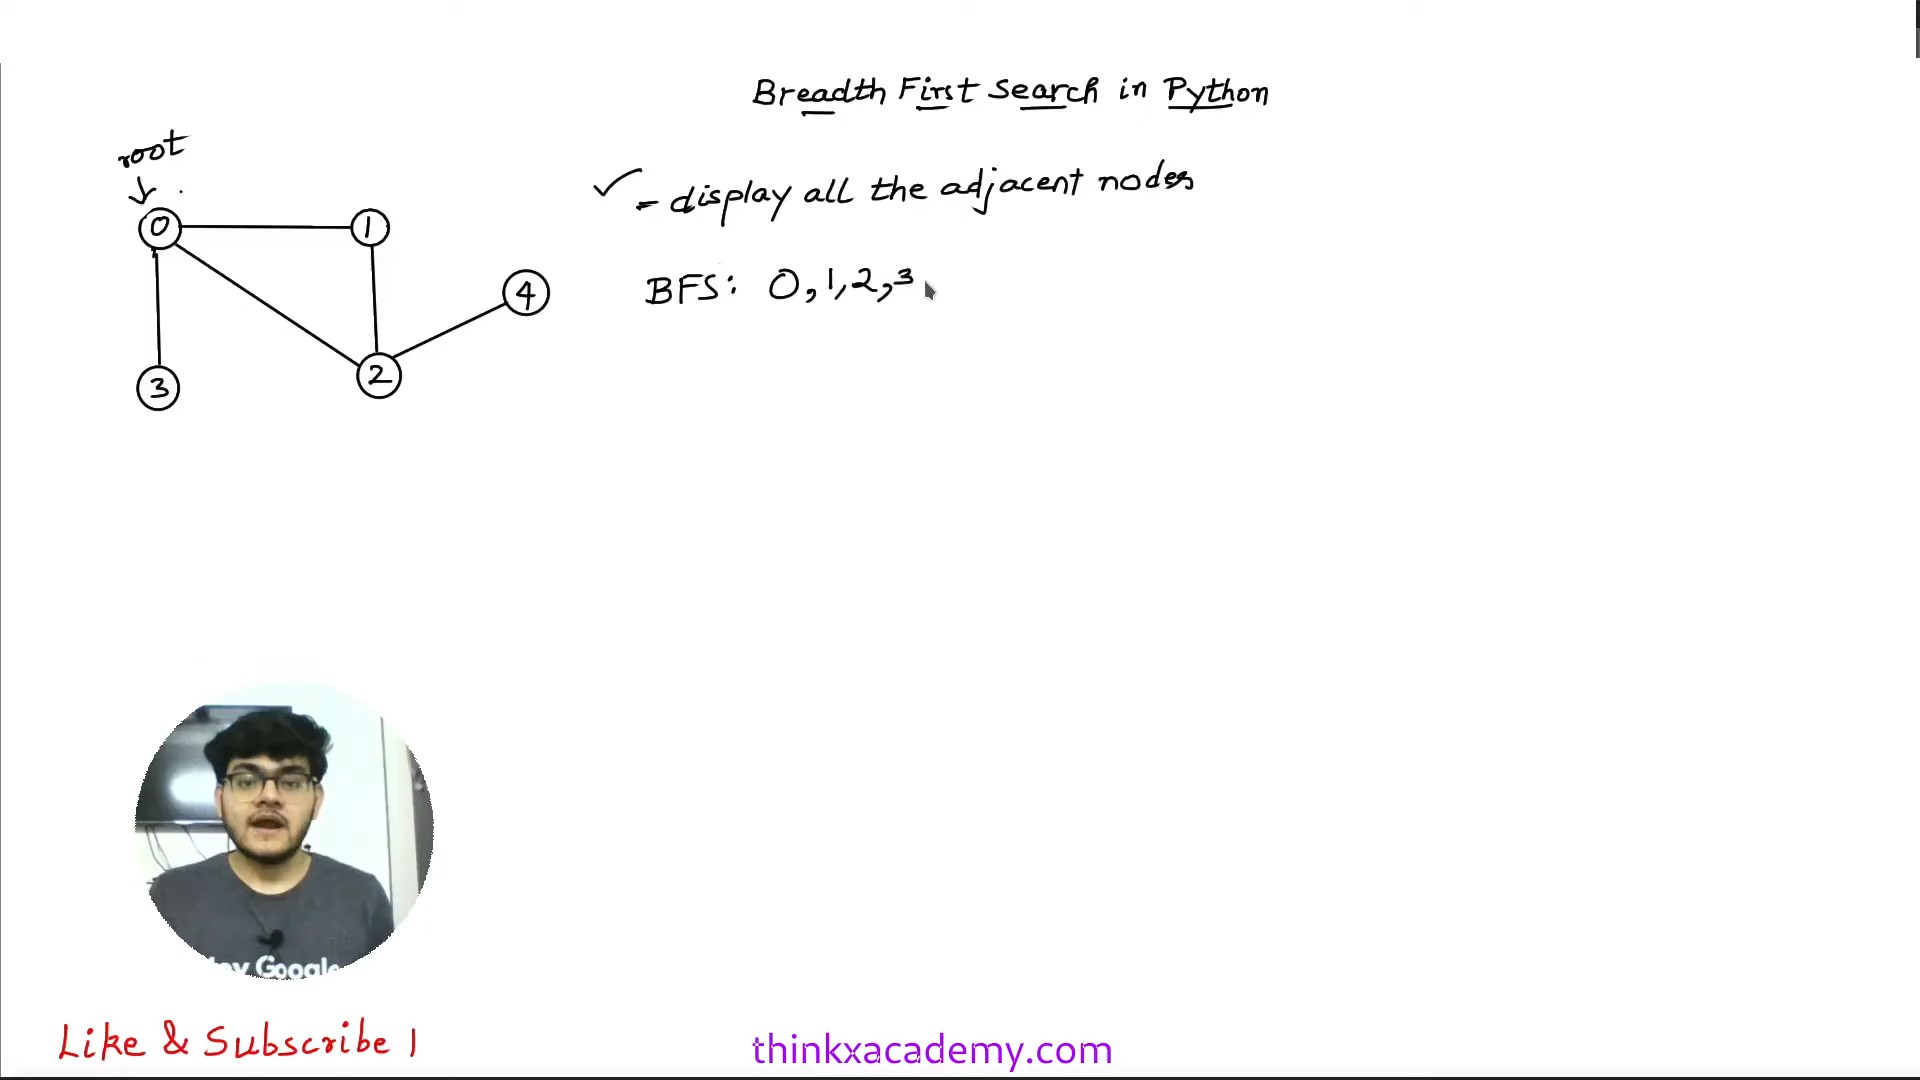 Breadth First Search in Python
root
- display all the adjacent nodes
0
1
BFS: 0,1,2,3
4
2
3
Google
Like & Subscribe !
thinkxacademy.com